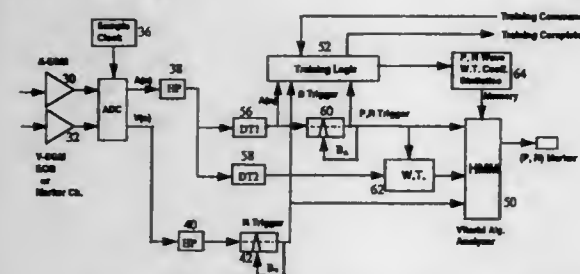 Sample
Clock
36
Training Command
Training Complete
52
Training Logic
P, R Wave
W.T. Coeff.
Statistics
64
Memory
A-EGM
30
ADC
A(n)
38
HP
V(n)
32
V-EGM
ECG
or
Marker Ch.
A(n)
R Trigger
56
DT1
60
P,R Trigger
58
DT2
62
W.T.
HMM
(P, R) Marker
50
Viterbi Alg.
Analyzer
40
HP
R Trigger
42